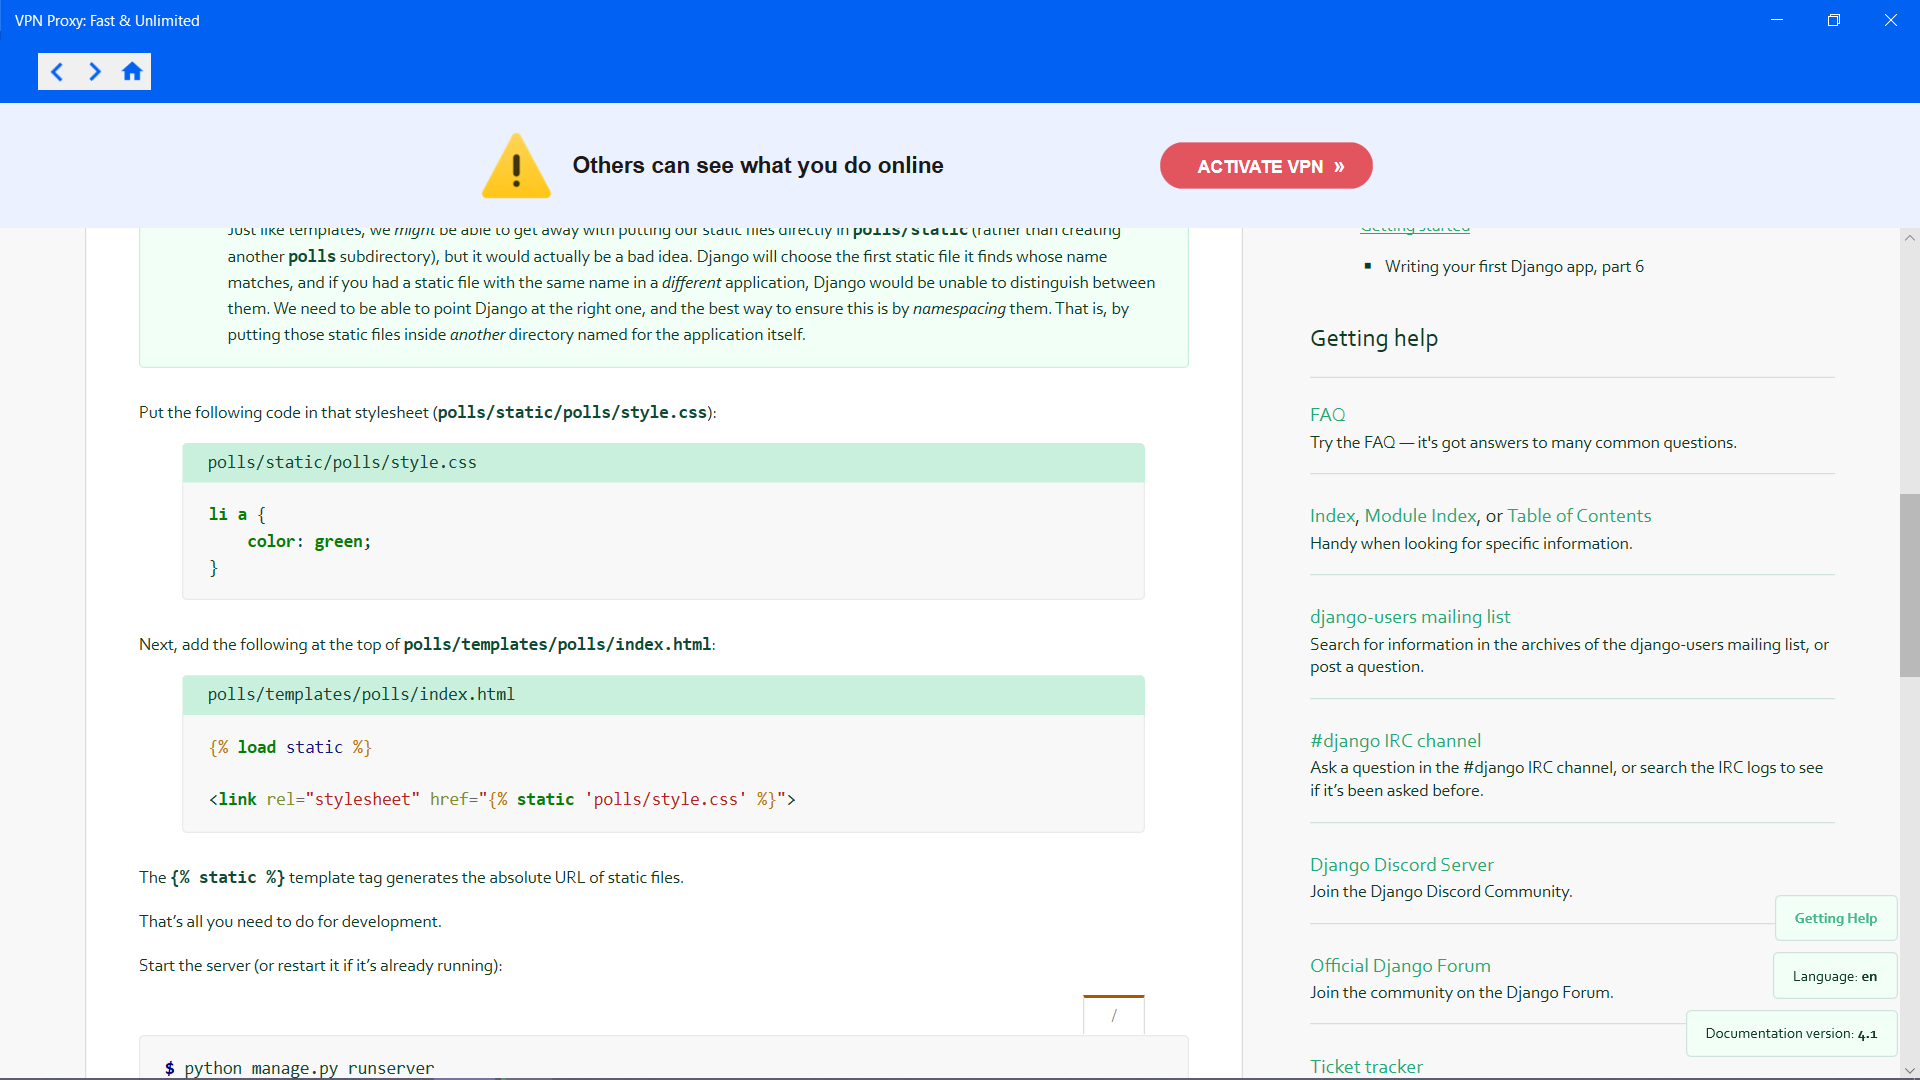 VPN Proxy: Fast & Unlimited
Others can see what you do online
ACTIVATE VPN »
Just like templates, we might be able to get away with putting our static files directly in polls/static (rather than creating
another polls subdirectory), but it would actually be a bad idea. Django will choose the first static file it finds whose name
matches, and if you had a static file with the same name in a different application, Django would be unable to distinguish between
them. We need to be able to point Django at the right one, and the best way to ensure this is by namespacing them. That is, by
putting those static files inside another directory named for the application itself.
Put the following code in that stylesheet (polls/static/polls/style.css):
polls/static/polls/style.css
li a {
    color: green;
}
Next, add the following at the top of polls/templates/polls/index.html:
polls/templates/polls/index.html
{% load static %}
<link rel="stylesheet" href="{% static 'polls/style.css' %}">
The {% static %} template tag generates the absolute URL of static files.
That’s all you need to do for development.
Start the server (or restart it if it’s already running):
/
$ python manage.py runserver
Getting started
▪ Writing your first Django app, part 6
Getting help
FAQ
Try the FAQ — it's got answers to many common questions.
Index, Module Index, or Table of Contents
Handy when looking for specific information.
django-users mailing list
Search for information in the archives of the django-users mailing list, or
post a question.
#django IRC channel
Ask a question in the #django IRC channel, or search the IRC logs to see
if it’s been asked before.
Django Discord Server
Join the Django Discord Community.
Official Django Forum
Join the community on the Django Forum.
Ticket tracker
Getting Help
Language: en
Documentation version: 4.1